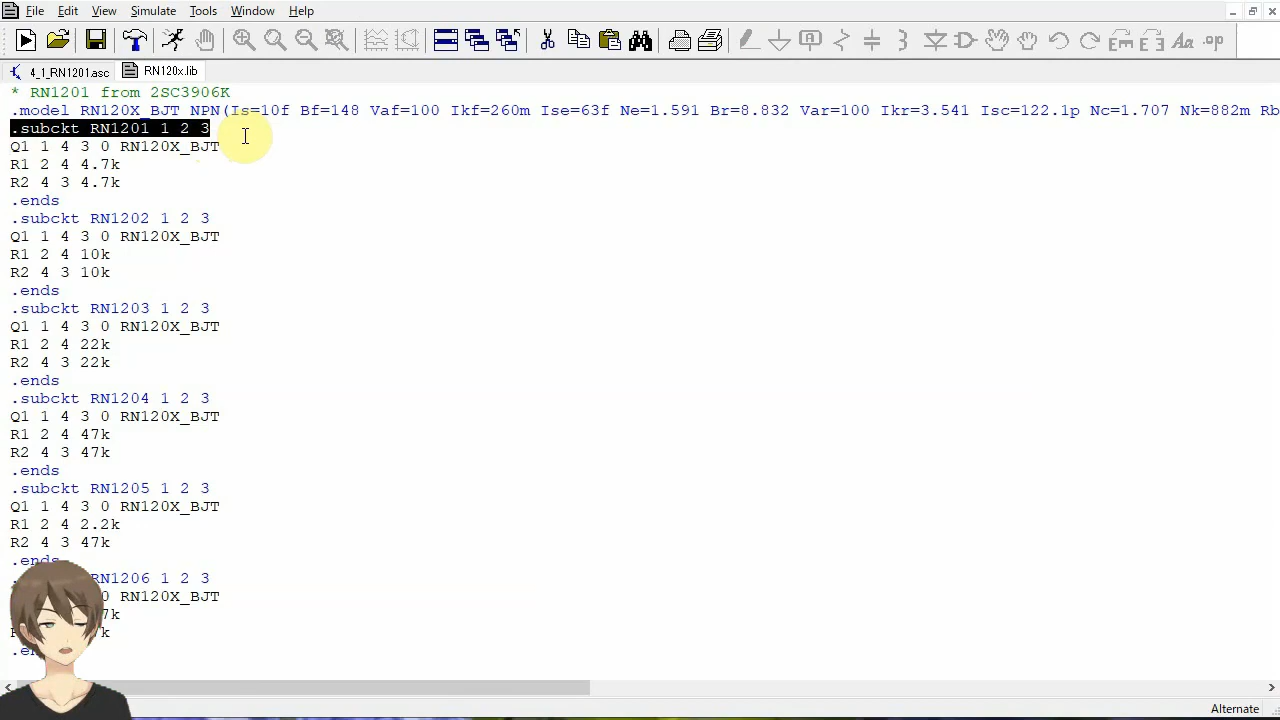 File Edit Simulate Tools Window Help
Aa .op
4_1_RN1201.asc RN120x.lib
* RN1201 from 2SC3906K
.model RN120X_BJT NPN(Is=10f Bf=148 Vaf=100 Ikf=260m Ise=63f Ne=1.591 Br=8.832 Var=100 Ikr=3.541 Isc=122.1p Nc=1.707 Nk=882m Rb
.subckt RN1201 1 2 3
Q1 1 4 3 0 RN120X_BJT
R1 2 4 4.7k
R2 4 3 4.7k
.ends
.subckt RN1202 1 2 3
Q1 1 4 3 0 RN120X_BJT
R1 2 4 10k
R2 4 3 10k
.ends
.subckt RN1203 1 2 3
Q1 1 4 3 0 RN120X_BJT
R1 2 4 22k
R2 4 3 22k
.ends
.subckt RN1204 1 2 3
Q1 1 4 3 0 RN120X_BJT
R1 2 4 47k
R2 4 3 47k
.ends
.subckt RN1205 1 2 3
Q1 1 4 3 0 RN120X_BJT
R1 2 4 2.2k
R2 4 3 47k
.ends
RN1206 1 2 3
0 RN120X_BJT
Alternate